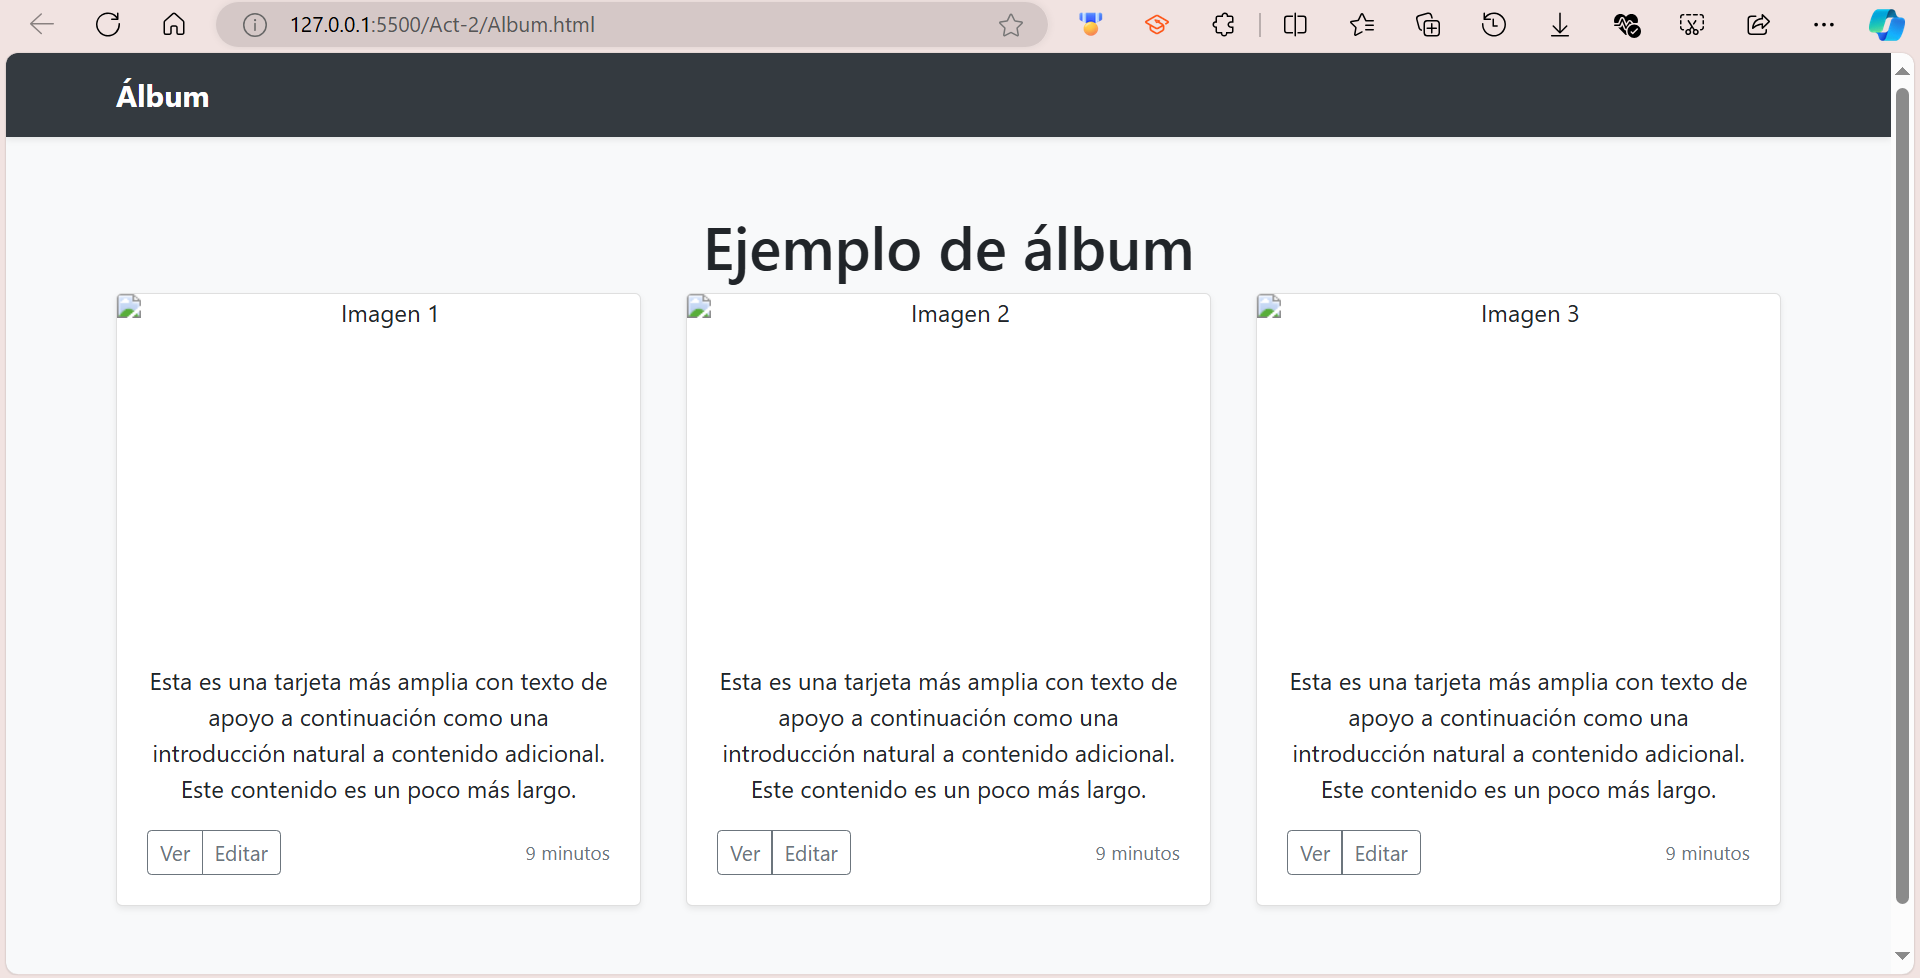 127.0.0.1:5500/Act-2/Album.html
Álbum
Ejemplo de álbum
Imagen 1
Esta es una tarjeta más amplia con texto de
apoyo a continuación como una
introducción natural a contenido adicional.
Este contenido es un poco más largo.
Ver Editar 9 minutos
Imagen 2
Esta es una tarjeta más amplia con texto de
apoyo a continuación como una
introducción natural a contenido adicional.
Este contenido es un poco más largo.
Ver Editar 9 minutos
Imagen 3
Esta es una tarjeta más amplia con texto de
apoyo a continuación como una
introducción natural a contenido adicional.
Este contenido es un poco más largo.
Ver Editar 9 minutos